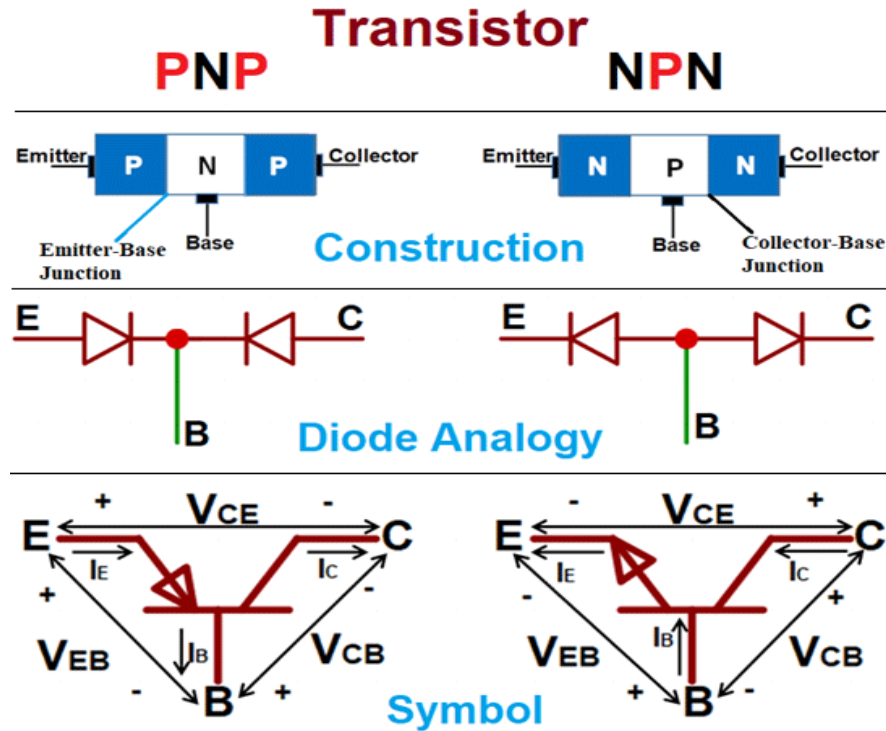 Transistor
PNP NPN
Emitter P N P Collector Emitter N P N Collector
Base Base
Emitter-Base
Junction
Construction
Collector-Base
Junction
E C E C
B B
Diode Analogy
+ VCE - - VCE +
E C E C
IE IC IE IC
+ - - +
VEB IB VCB VEB IB VCB
- + + -
B B
Symbol